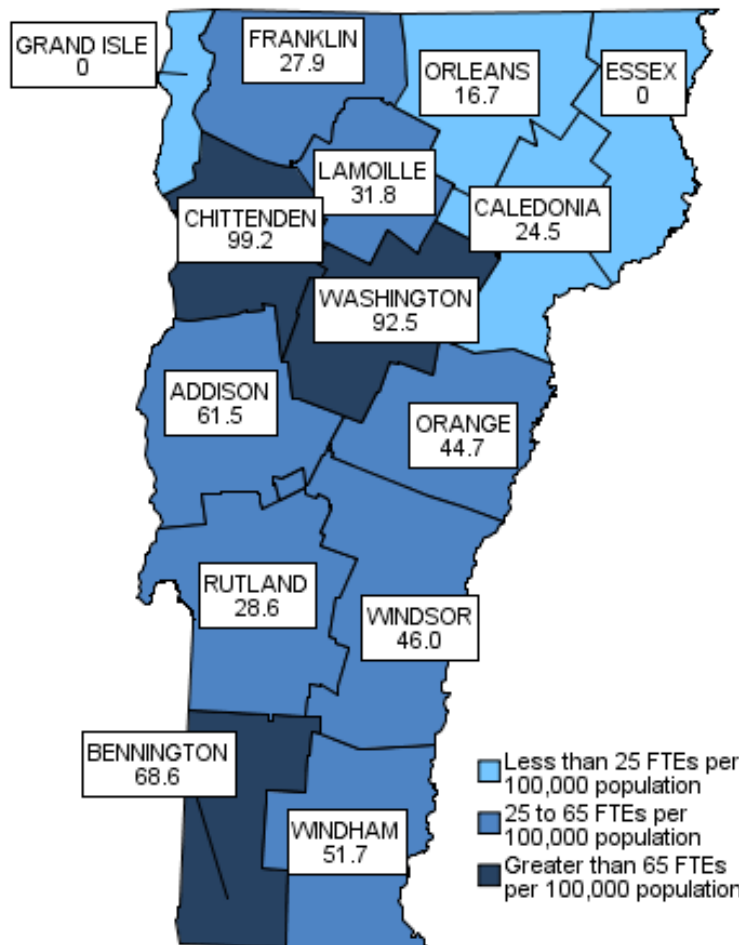 GRAND ISLE
0
FRANKLIN
27.9
ORLEANS
16.7
ESSEX
0
LAMOILLE
31.8
CHITTENDEN
99.2
CALEDONIA
24.5
WASHINGTON
92.5
ADDISON
61.5
ORANGE
44.7
RUTLAND
28.6
WINDSOR
46.0
BENNINGTON
68.6
WINDHAM
51.7
Less than 25 FTEs per
100,000 population
25 to 65 FTEs per
100,000 population
Greater than 65 FTEs
per 100,000 population